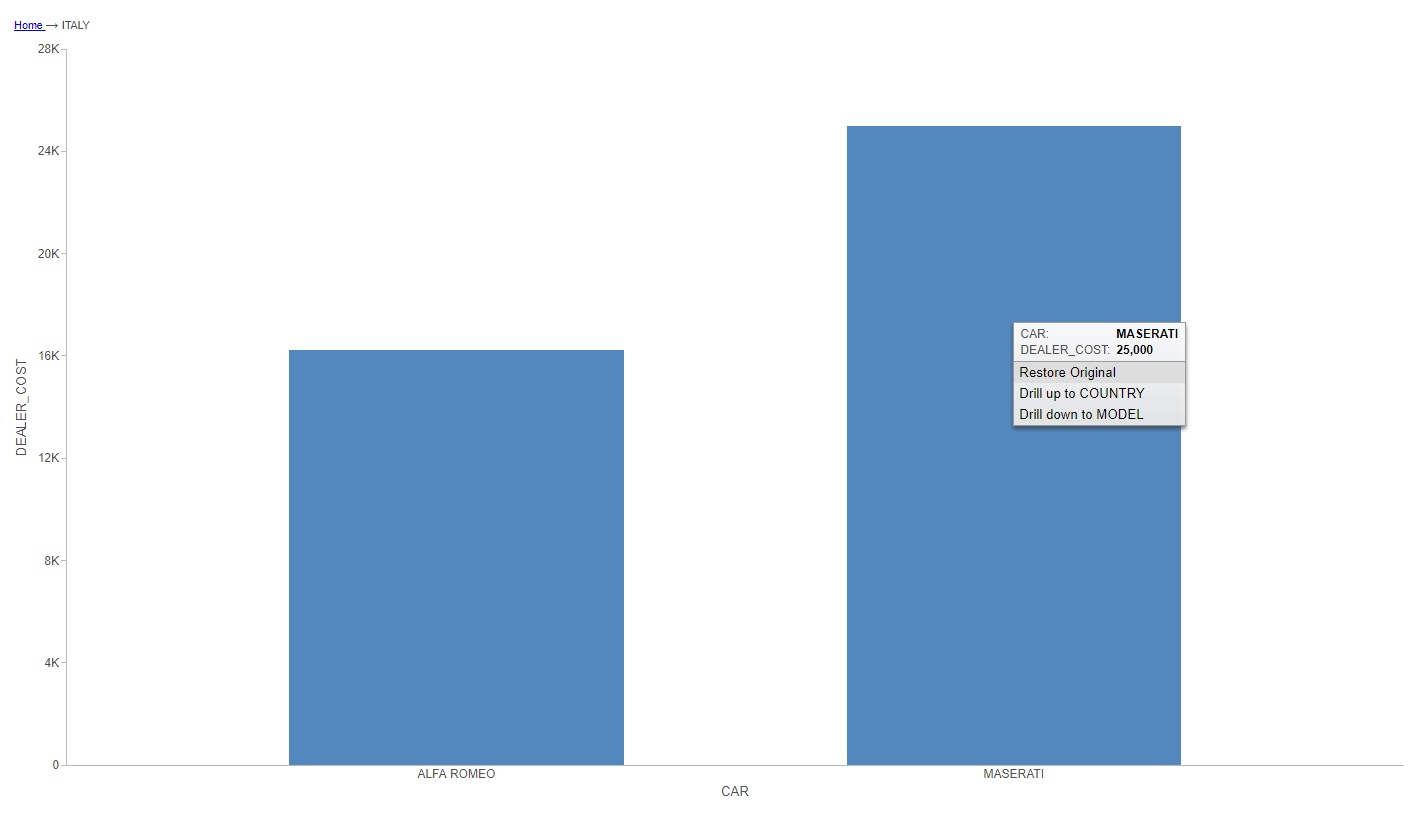 Home → ITALY
28K
24K
20K
16K
12K
8K
4K
0
DEALER_COST
CAR: MASERATI
DEALER_COST: 25,000
Restore Original
Drill up to COUNTRY
Drill down to MODEL
ALFA ROMEO
MASERATI
CAR